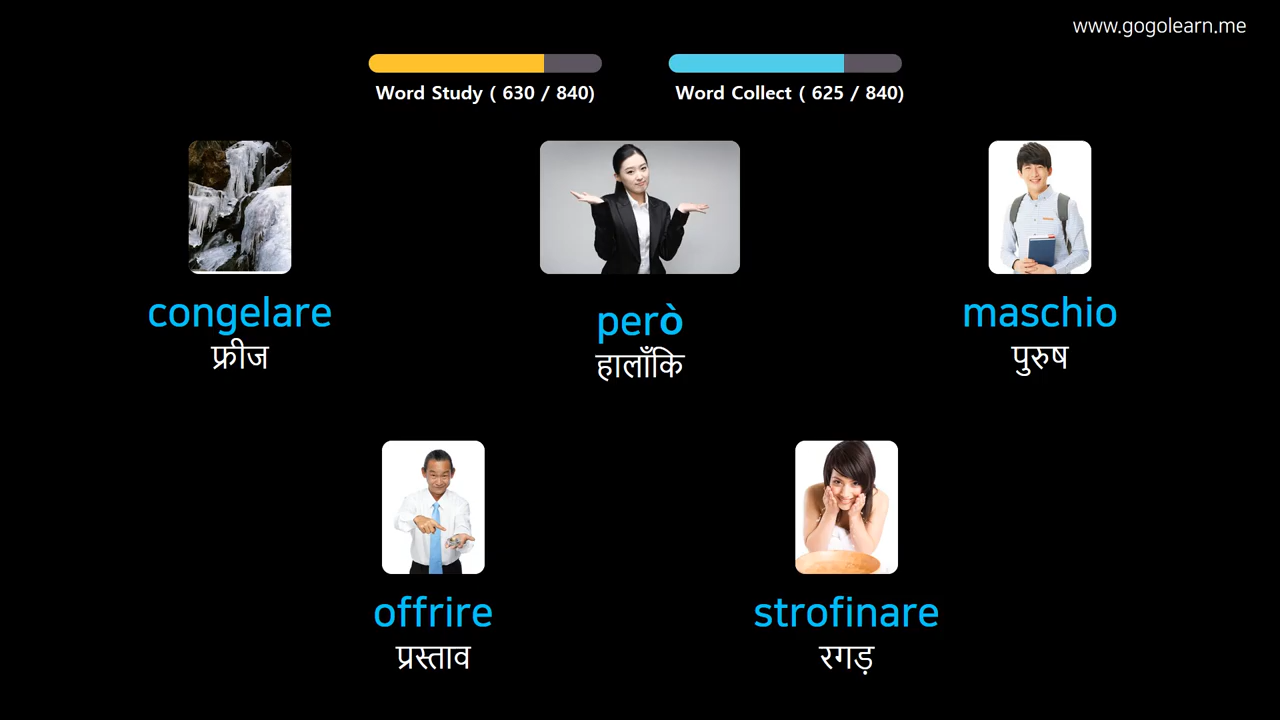 www.gogolearn.me
Word Study ( 630 / 840)
Word Collect ( 625 / 840)
congelare
फ्रीज
però
हालाँकि
maschio
पुरुष
offrire
प्रस्ताव
strofinare
रगड़